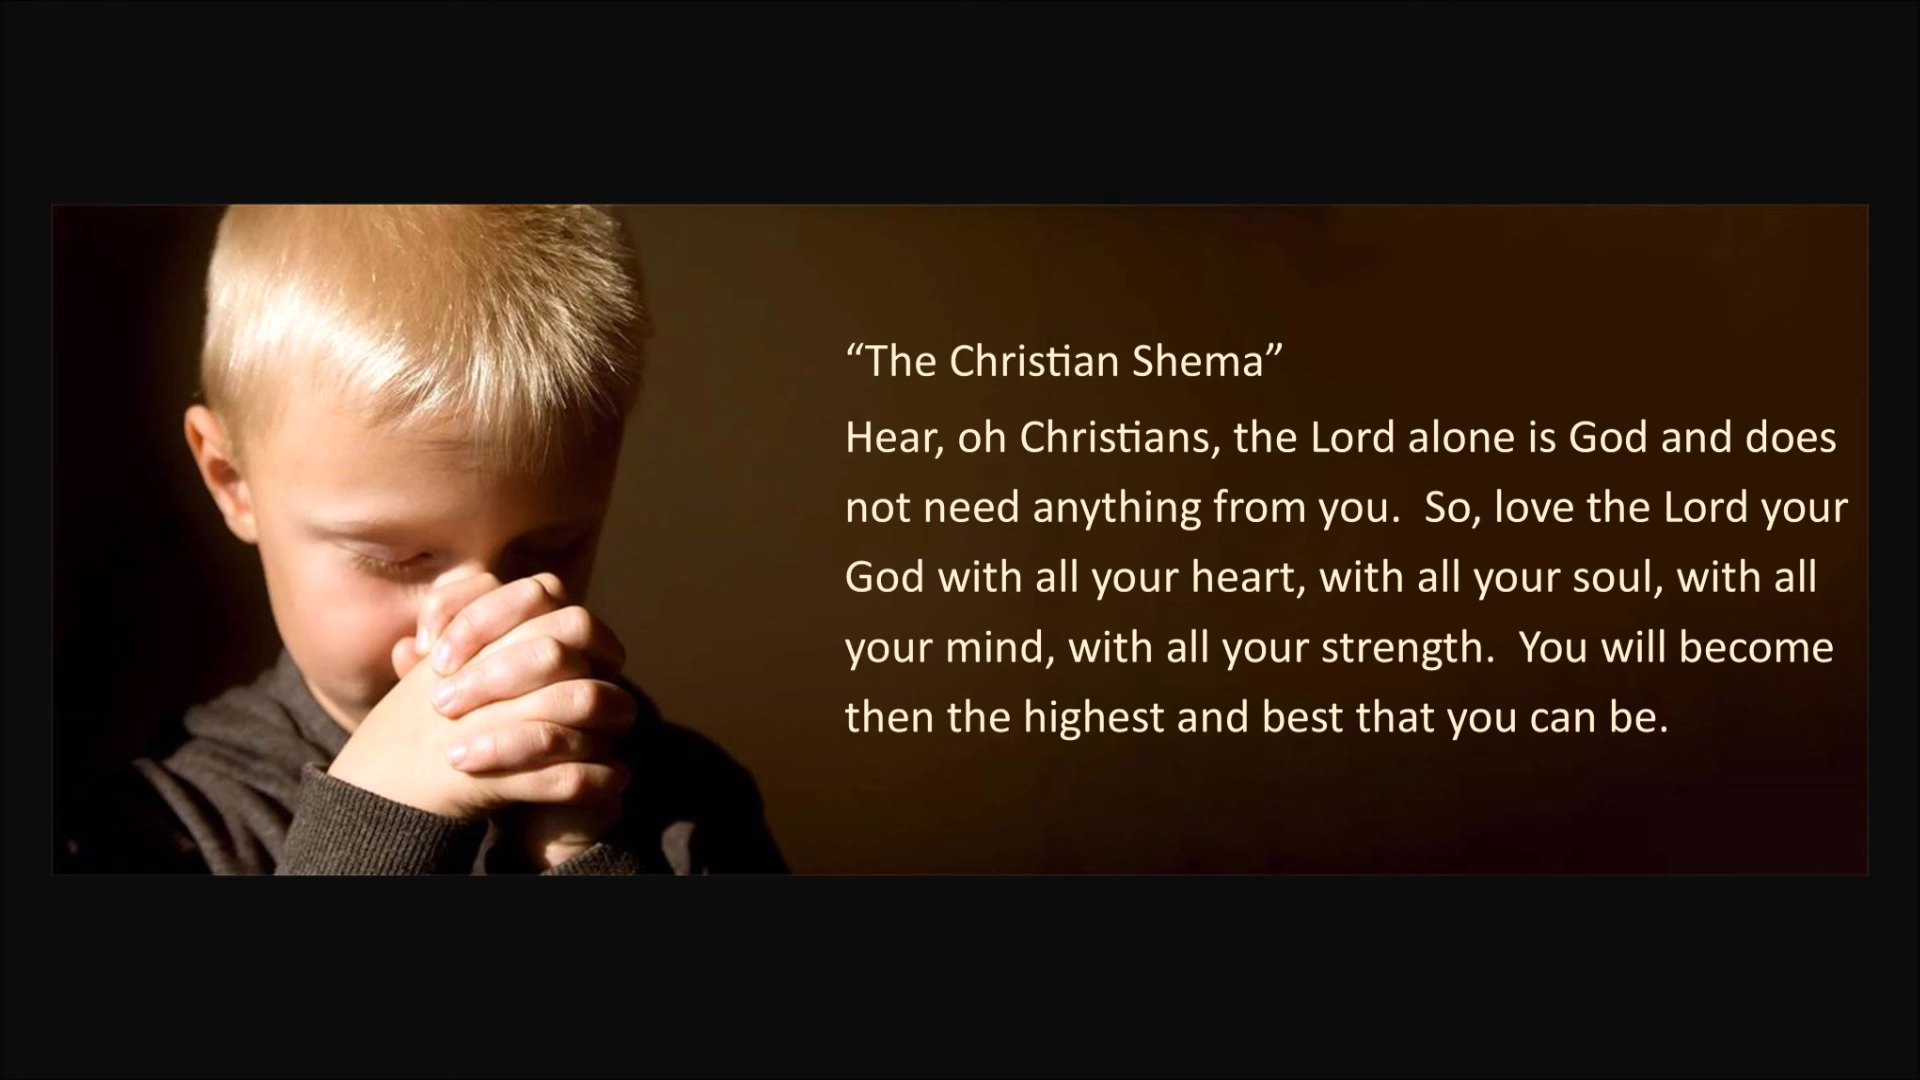 “The Christian Shema”
Hear, oh Christians, the Lord alone is God and does
not need anything from you.  So, love the Lord your
God with all your heart, with all your soul, with all
your mind, with all your strength.  You will become
then the highest and best that you can be.